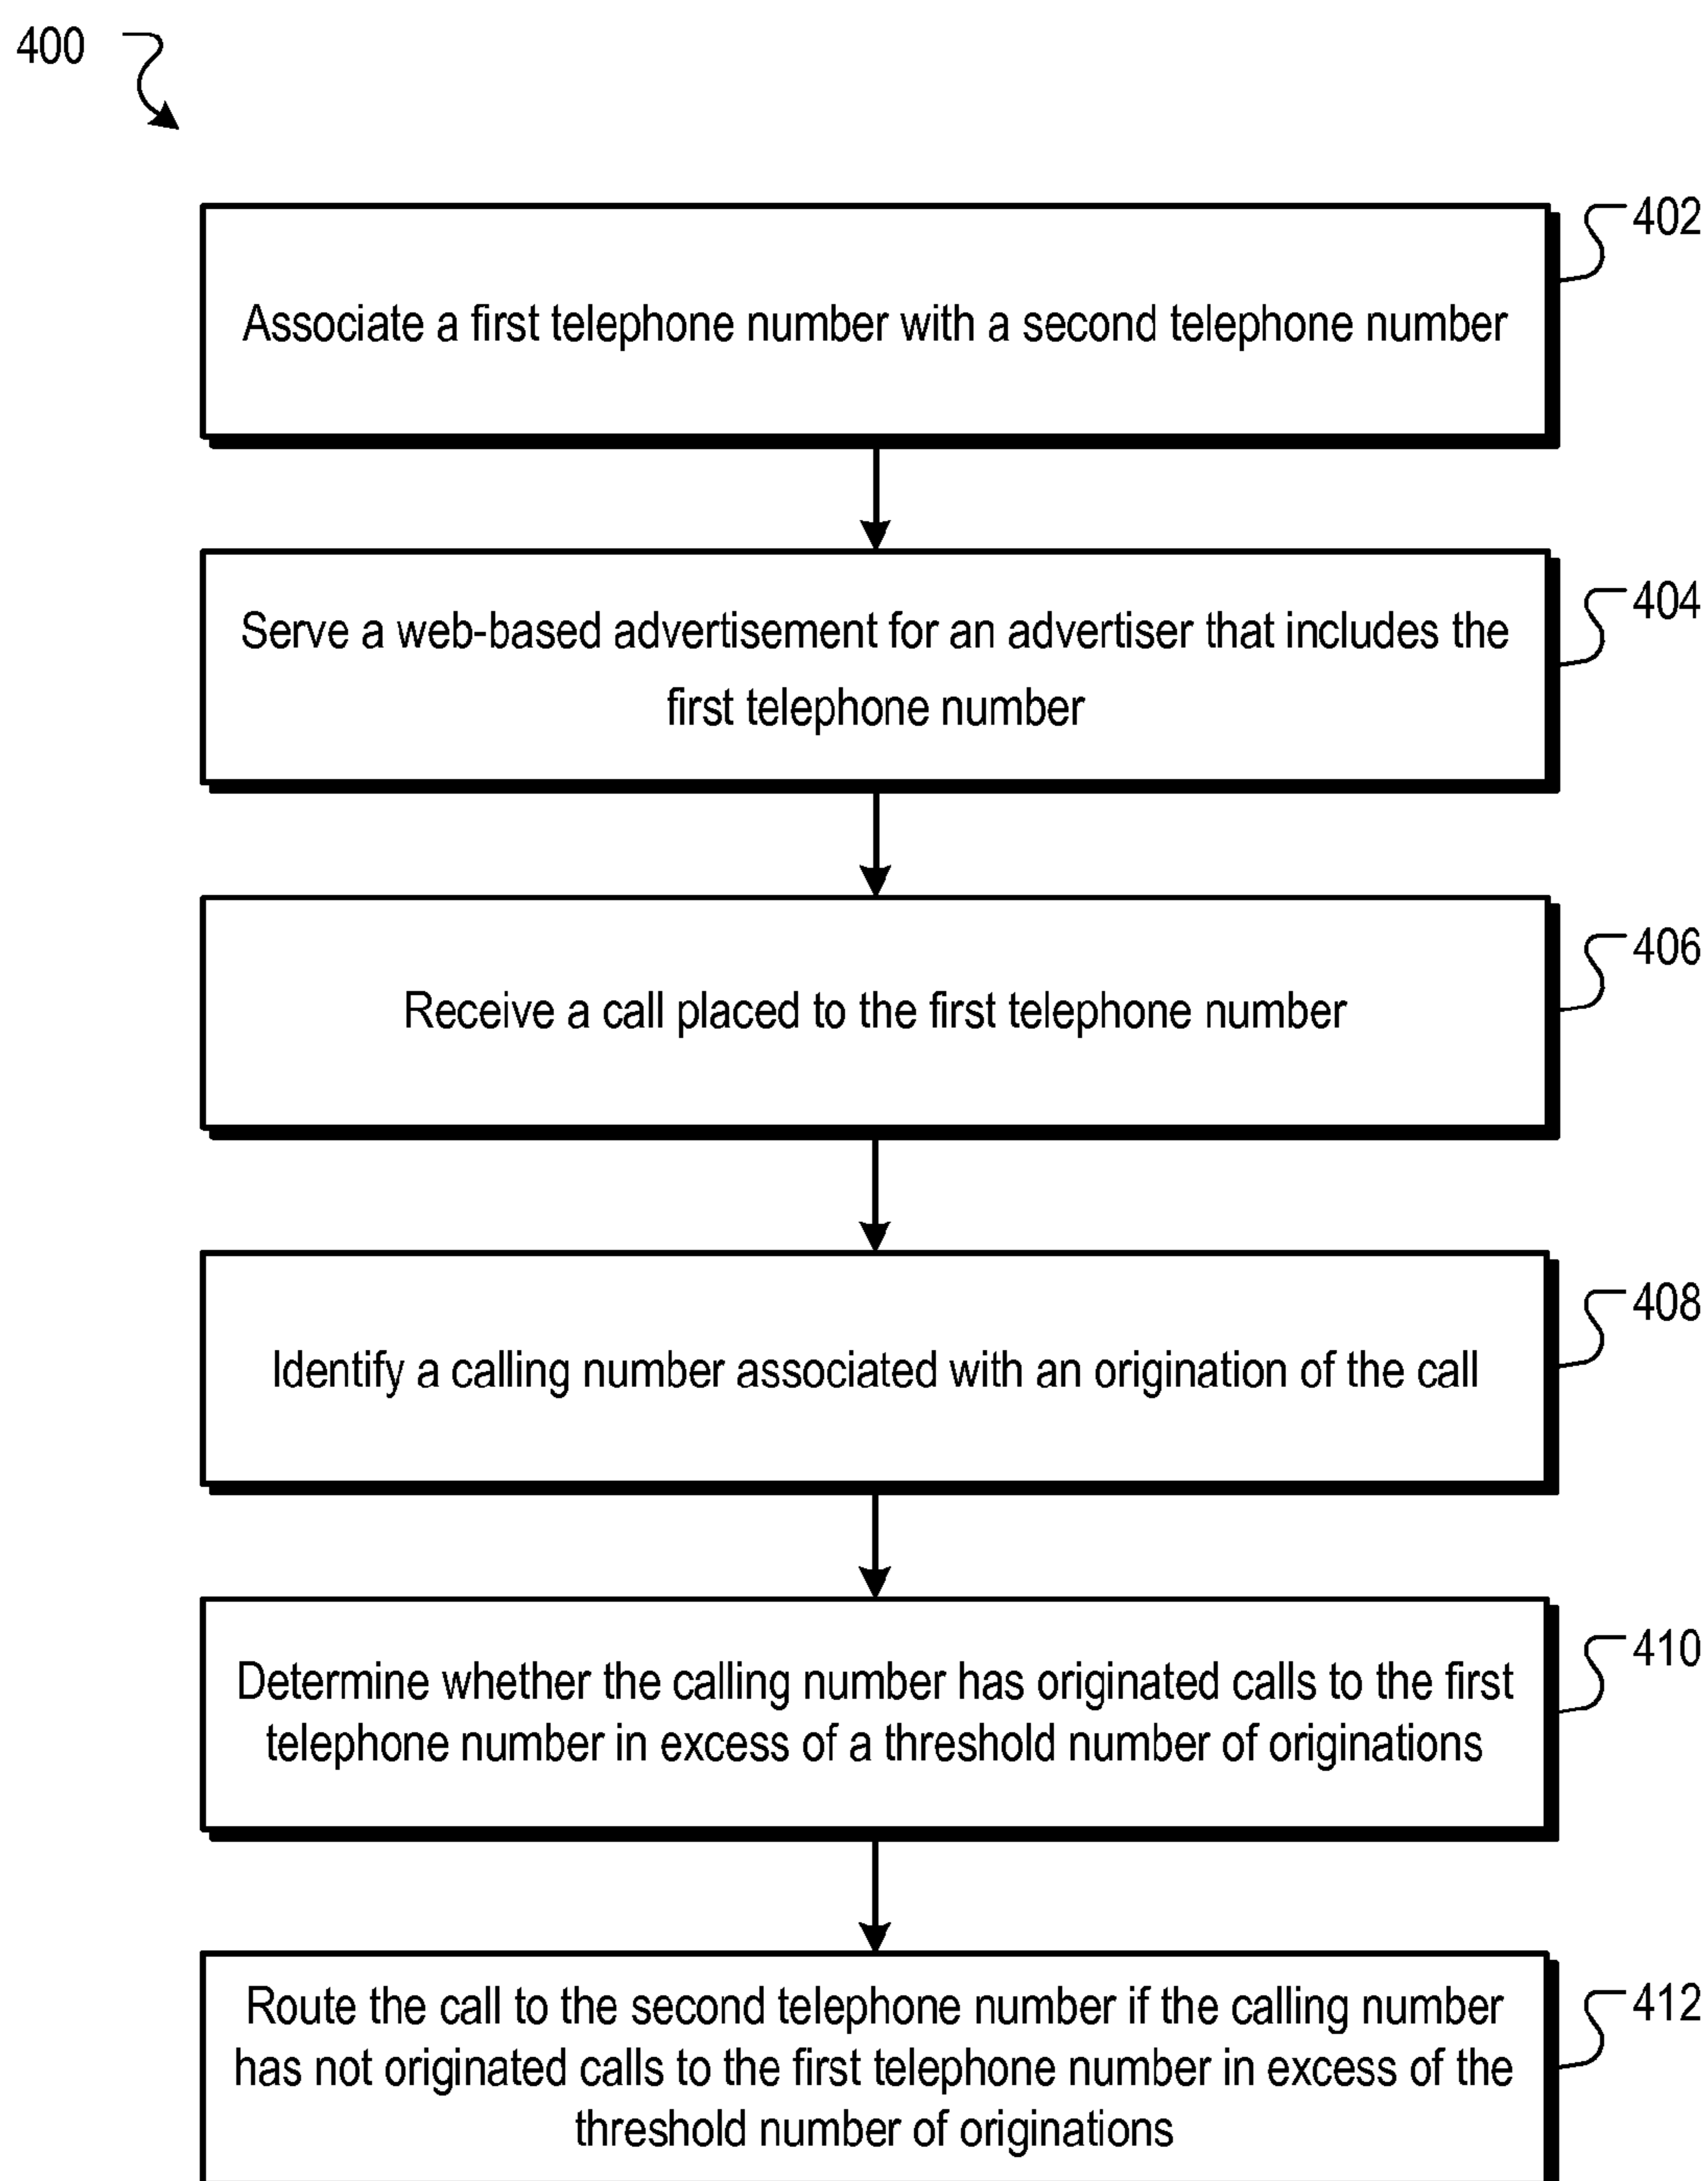 400
402
Associate a first telephone number with a second telephone number
404
Serve a web-based advertisement for an advertiser that includes the
first telephone number
406
Receive a call placed to the first telephone number
408
Identify a calling number associated with an origination of the call
410
Determine whether the calling number has originated calls to the first
telephone number in excess of a threshold number of originations
412
Route the call to the second telephone number if the calling number
has not originated calls to the first telephone number in excess of the
threshold number of originations